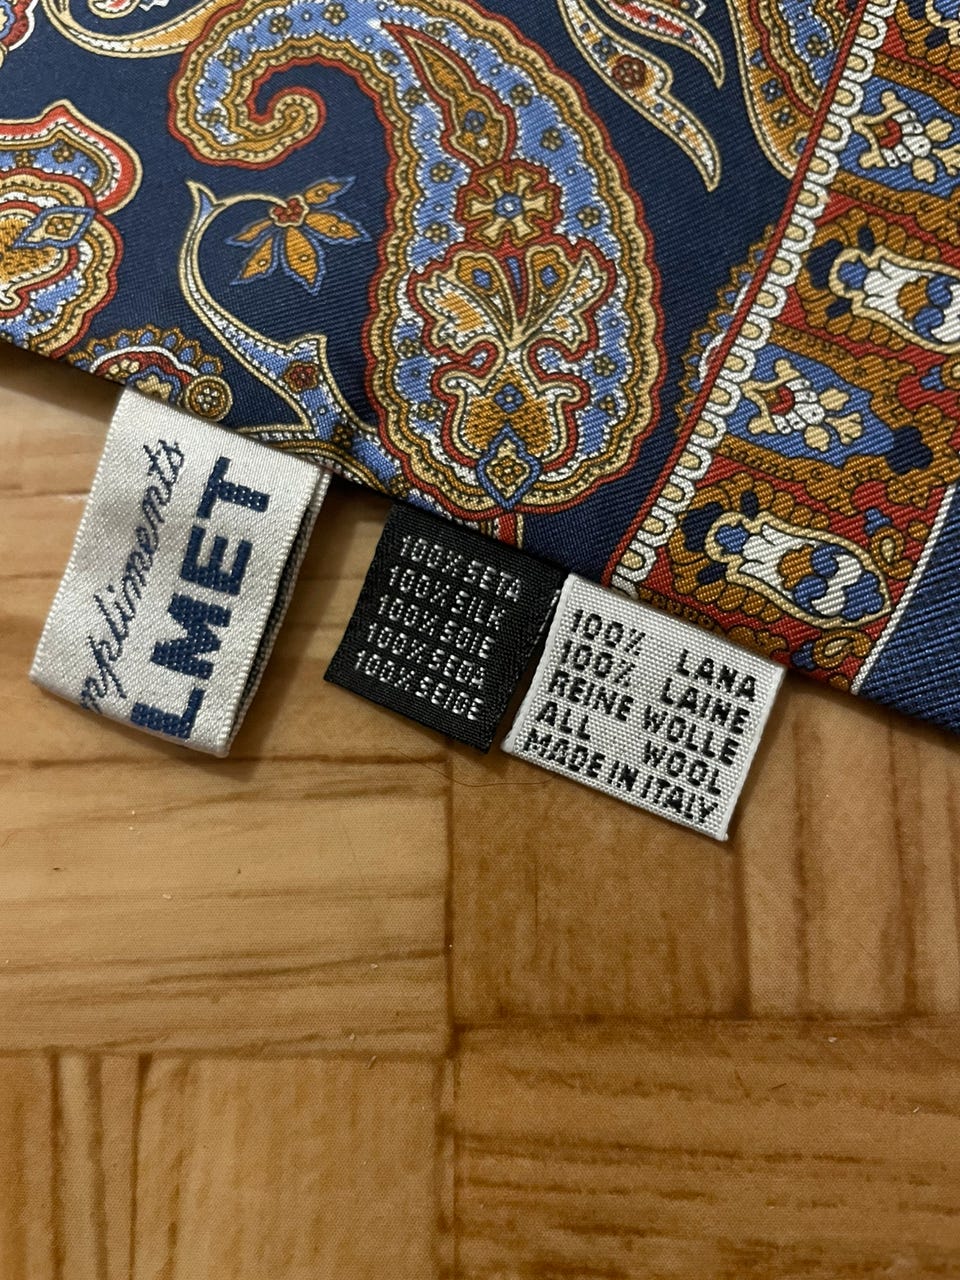 mpliments
LMET
100% SETA
100% SILK
100% SOIE
100% SEDA
100% SEIDE
100% LANA
100% LAINE
REINE WOLLE
ALL WOOL
MADE IN ITALY